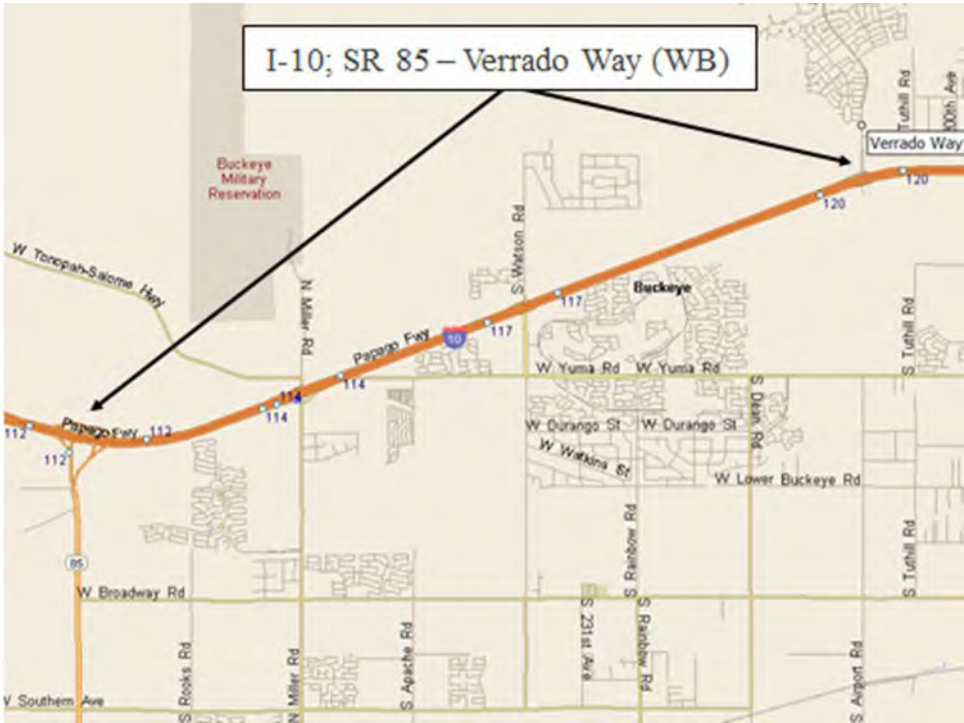 I-10; SR 85 – Verrado Way (WB)
Tuthill Rd
200th Ave
Verrado Way
120
120
Buckeye
Military
Reservation
W Tonopah-Salome Hwy
N Miller Rd
S Watson Rd
117
Buckeye
117
Papago Fwy
10
S Tuthill Rd
114
W Yuma Rd
W Yuma Rd
114
114
S Dean Rd
112
Papago Fwy
112
112
W Durango St
W Durango St
W Watkins St
W Lower Buckeye Rd
85
S Rainbow Rd
S Tuthill Rd
W Broadway Rd
S Rooks Rd
N Miller Rd
S Apache Rd
S 231st Ave
S Rainbow Rd
S Airport Rd
W Southern Ave